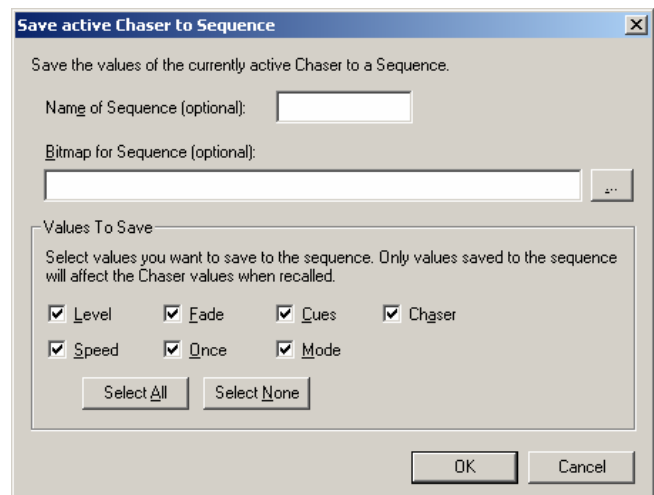 Save active Chaser to Sequence
Save the values of the currently active Chaser to a Sequence.
Name of Sequence (optional):
Bitmap for Sequence (optional):
...
Values To Save
Select values you want to save to the sequence. Only values saved to the sequence
will affect the Chaser values when recalled.
Level Fade Cues Chaser
Speed Once Mode
Select All Select None
OK Cancel